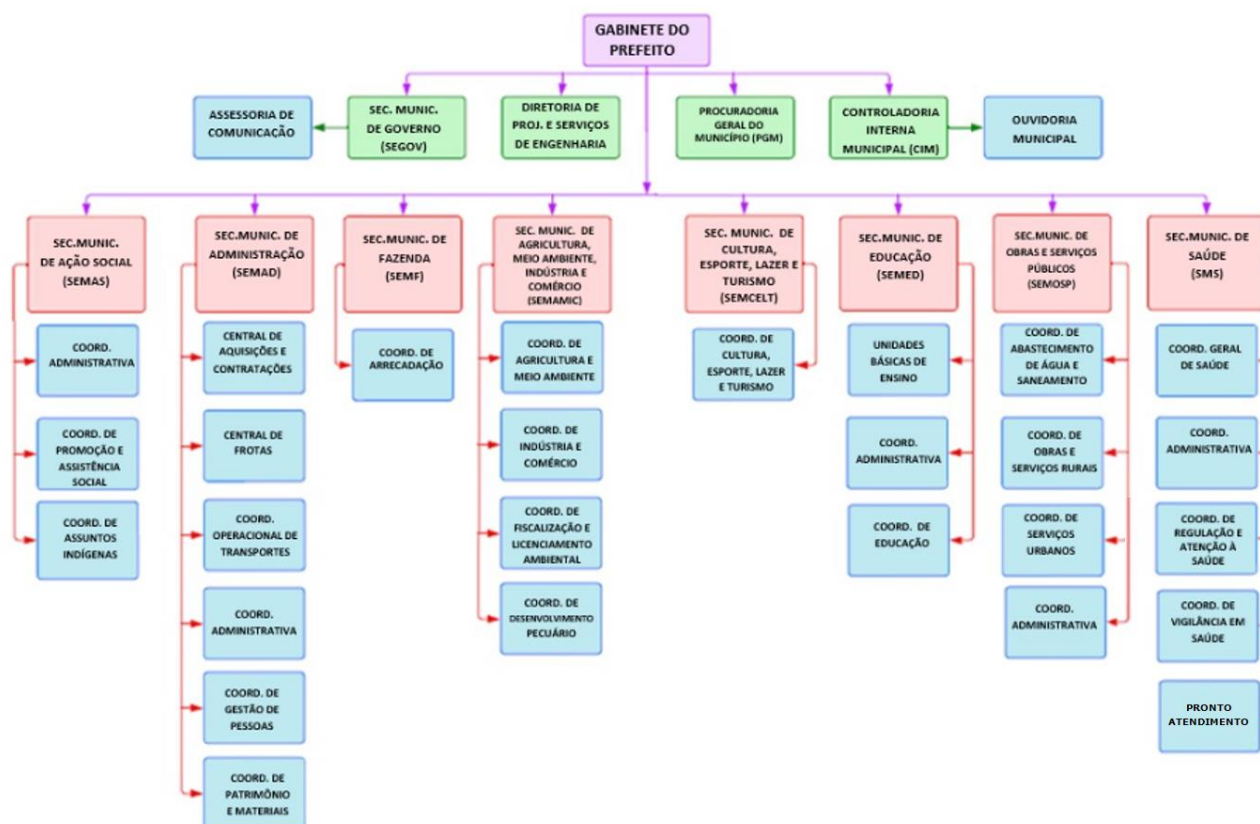 GABINETE DO
PREFEITO
ASSESSORIA DE
COMUNICAÇÃO
SEC. MUNIC.
DE GOVERNO
(SEGOV)
DIRETORIA DE
PROJ. E SERVIÇOS
DE ENGENHARIA
PROCURADORIA
GERAL DO
MUNICÍPIO (PGM)
CONTROLADORIA
INTERNA
MUNICIPAL (CIM)
OUVIDORIA
MUNICIPAL
SEC.MUNIC.
DE AÇÃO SOCIAL
(SEMAS)
COORD.
ADMINISTRATIVA
COORD. DE
PROMOÇÃO E
ASSISTÊNCIA
SOCIAL
COORD. DE
ASSUNTOS
INDÍGENAS
SEC.MUNIC. DE
ADMINISTRAÇÃO
(SEMAD)
CENTRAL DE
AQUISIÇÕES E
CONTRATAÇÕES
CENTRAL DE
FROTAS
COORD.
OPERACIONAL DE
TRANSPORTES
COORD.
ADMINISTRATIVA
COORD. DE
GESTÃO DE
PESSOAS
COORD. DE
PATRIMÔNIO
E MATERIAIS
SEC.MUNIC. DE
FAZENDA
(SEMF)
COORD. DE
ARRECADAÇÃO
SEC. MUNIC. DE
AGRICULTURA,
MEIO AMBIENTE,
INDÚSTRIA E
COMÉRCIO
(SEMAMIC)
COORD. DE
AGRICULTURA E
MEIO AMBIENTE
COORD. DE
INDÚSTRIA E
COMÉRCIO
COORD. DE
FISCALIZAÇÃO E
LICENCIAMENTO
AMBIENTAL
COORD. DE
DESENVOLVIMENTO
PECUÁRIO
SEC. MUNIC. DE
CULTURA,
ESPORTE, LAZER E
TURISMO
(SEMCELT)
COORD. DE
CULTURA,
ESPORTE, LAZER
E TURISMO
SEC.MUNIC. DE
EDUCAÇÃO
(SEMED)
UNIDADES
BÁSICAS DE
ENSINO
COORD.
ADMINISTRATIVA
COORD. DE
EDUCAÇÃO
SEC.MUNIC. DE
OBRAS E SERVIÇOS
PÚBLICOS
(SEMOSP)
COORD. DE
ABASTECIMENTO
DE ÁGUA E
SANEAMENTO
COORD. DE
OBRAS E
SERVIÇOS RURAIS
COORD. DE
SERVIÇOS
URBANOS
COORD.
ADMINISTRATIVA
SEC.MUNIC. DE
SAÚDE
(SMS)
COORD. GERAL
DE SAÚDE
COORD.
ADMINISTRATIVA
COORD. DE
REGULAÇÃO E
ATENÇÃO À
SAÚDE
COORD. DE
VIGILÂNCIA EM
SAÚDE
PRONTO
ATENDIMENTO